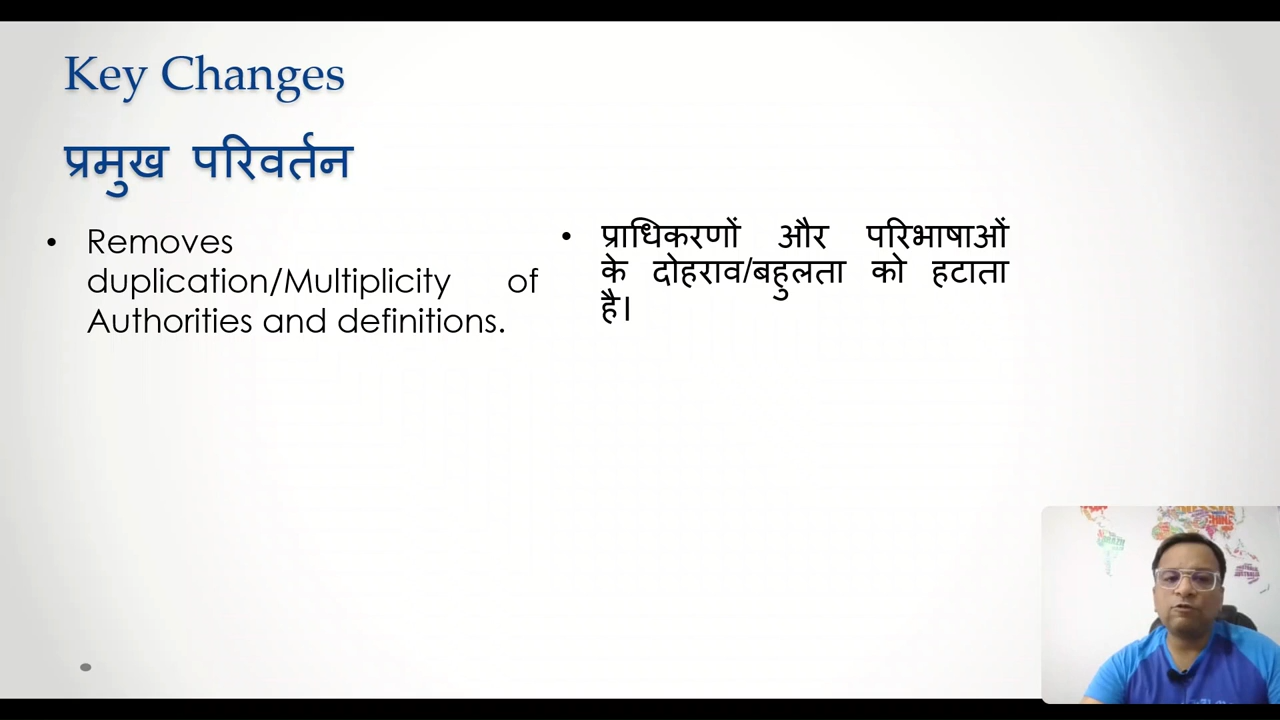 Key Changes
प्रमुख परिवर्तन
• Removes
duplication/Multiplicity of
Authorities and definitions.
• प्राधिकरणों और परिभाषाओं
के दोहराव/बहुलता को हटाता
है।